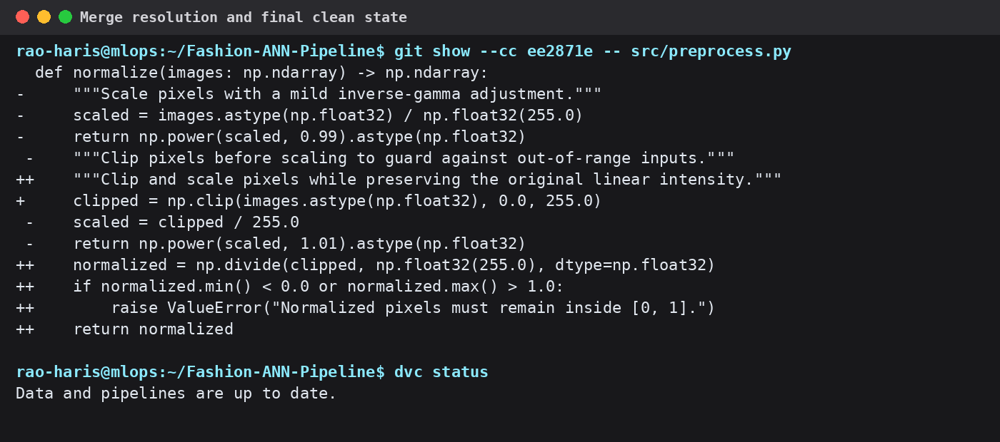 Merge resolution and final clean state
rao-haris@mlops:~/Fashion-ANN-Pipeline$ git show --cc ee2871e -- src/preprocess.py
  def normalize(images: np.ndarray) -> np.ndarray:
-     """Scale pixels with a mild inverse-gamma adjustment."""
-     scaled = images.astype(np.float32) / np.float32(255.0)
-     return np.power(scaled, 0.99).astype(np.float32)
 -    """Clip pixels before scaling to guard against out-of-range inputs."""
++    """Clip and scale pixels while preserving the original linear intensity."""
+     clipped = np.clip(images.astype(np.float32), 0.0, 255.0)
 -    scaled = clipped / 255.0
 -    return np.power(scaled, 1.01).astype(np.float32)
++    normalized = np.divide(clipped, np.float32(255.0), dtype=np.float32)
++    if normalized.min() < 0.0 or normalized.max() > 1.0:
++        raise ValueError("Normalized pixels must remain inside [0, 1].")
++    return normalized
rao-haris@mlops:~/Fashion-ANN-Pipeline$ dvc status
Data and pipelines are up to date.